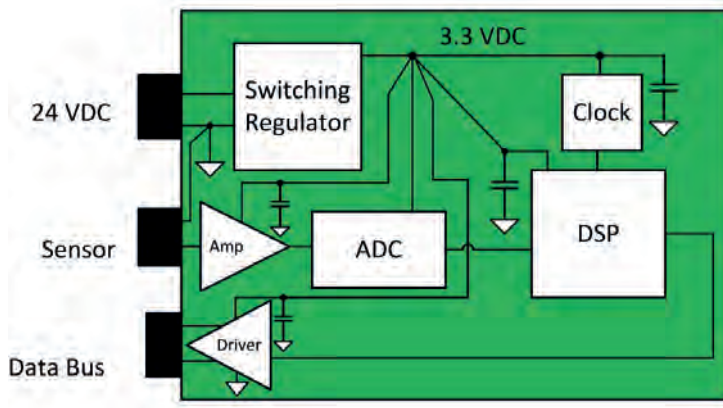 3.3 VDC
24 VDC
Switching
Regulator
Clock
Sensor
Amp
ADC
DSP
Driver
Data Bus